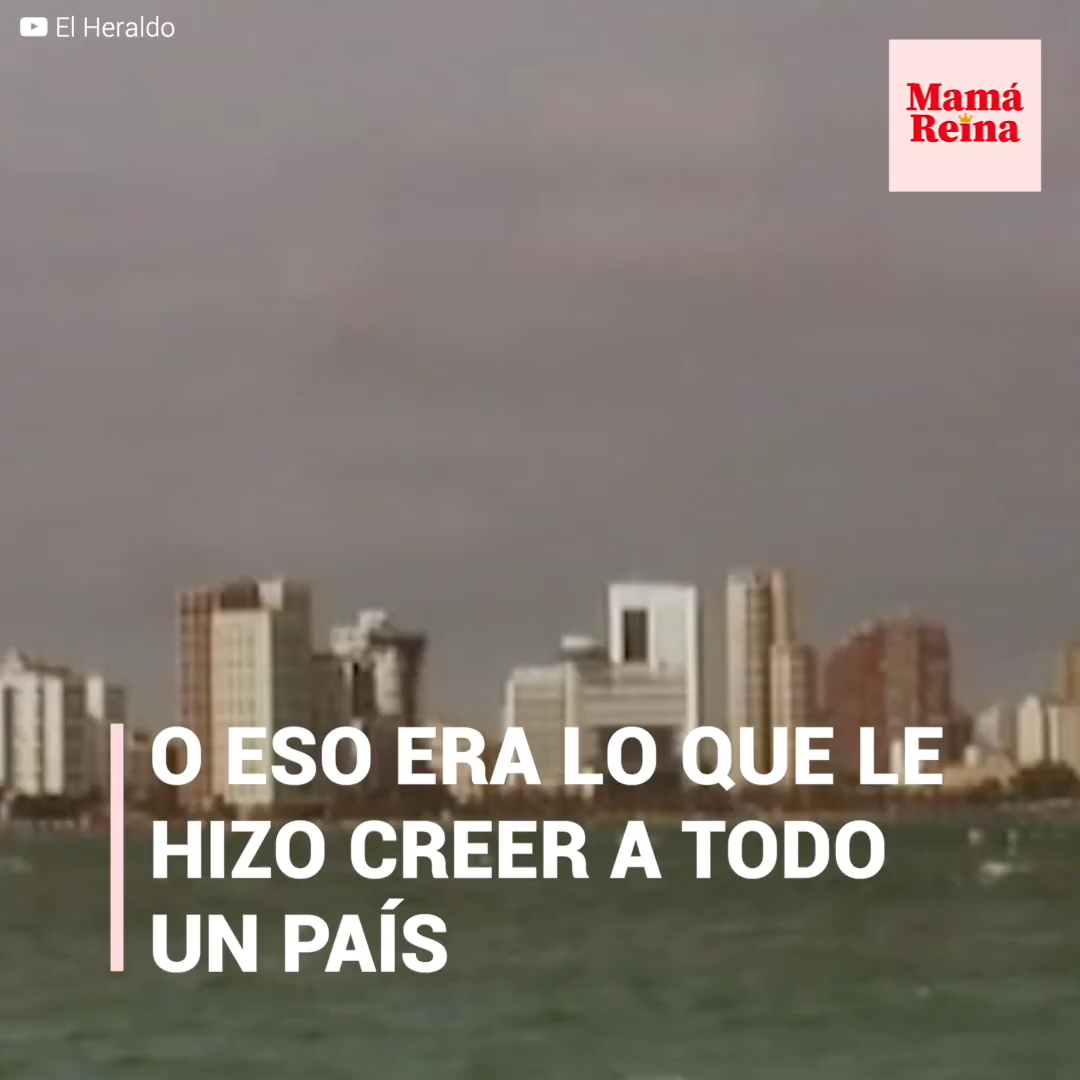 El Heraldo
Mamá
Reina
O ESO ERA LO QUE LE
HIZO CREER A TODO
UN PAÍS